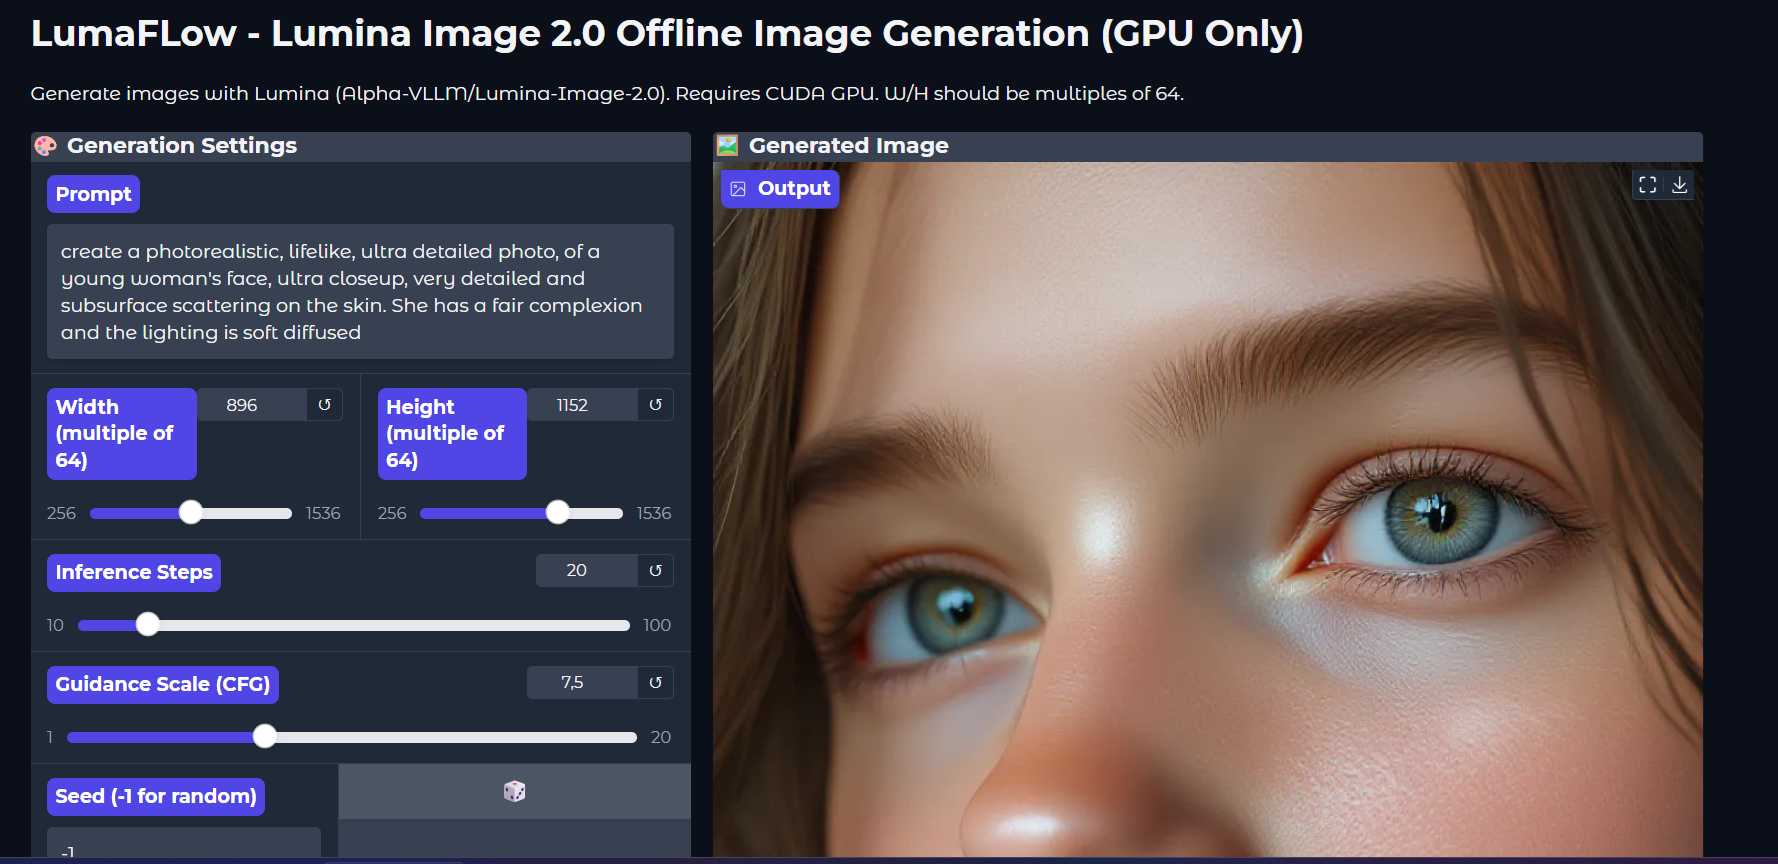 LumaFLow - Lumina Image 2.0 Offline Image Generation (GPU Only)
Generate images with Lumina (Alpha-VLLM/Lumina-Image-2.0). Requires CUDA GPU. W/H should be multiples of 64.
Generation Settings
Prompt
create a photorealistic, lifelike, ultra detailed photo, of a
young woman's face, ultra closeup, very detailed and
subsurface scattering on the skin. She has a fair complexion
and the lighting is soft diffused
Width
(multiple of
64)
896
↺
256
1536
Height
(multiple of
64)
1152
↺
256
1536
Inference Steps
20
↺
10
100
Guidance Scale (CFG)
7,5
↺
1
20
Seed (-1 for random)
-1
Generated Image
Output